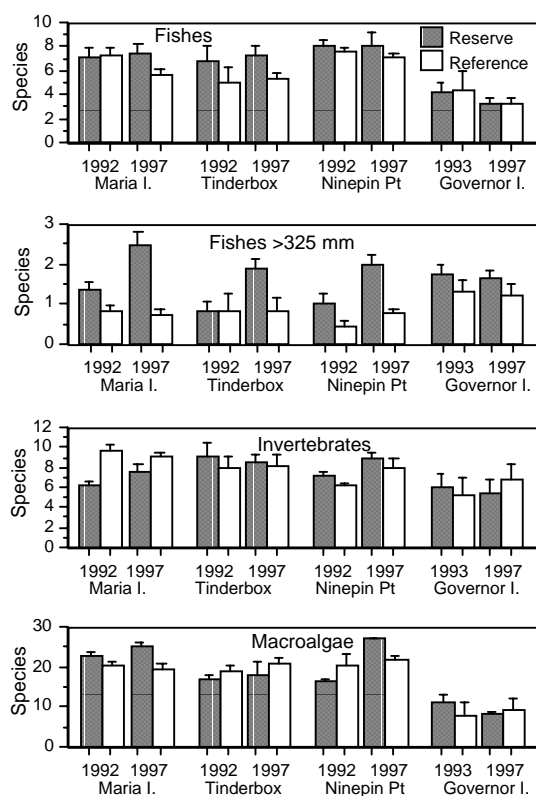 10
8
6
4
2
0
Species
Fishes
Reserve
Reference
1992 1997 1992 1997 1992 1997 1993 1997
Maria I. Tinderbox Ninepin Pt Governor I.
3
2
1
0
Species
Fishes >325 mm
1992 1997 1992 1997 1992 1997 1993 1997
Maria I. Tinderbox Ninepin Pt Governor I.
12
10
8
6
4
2
0
Species
Invertebrates
1992 1997 1992 1997 1992 1997 1993 1997
Maria I. Tinderbox Ninepin Pt Governor I.
30
20
10
0
Species
Macroalgae
1992 1997 1992 1997 1992 1997 1993 1997
Maria I. Tinderbox Ninepin Pt Governor I.